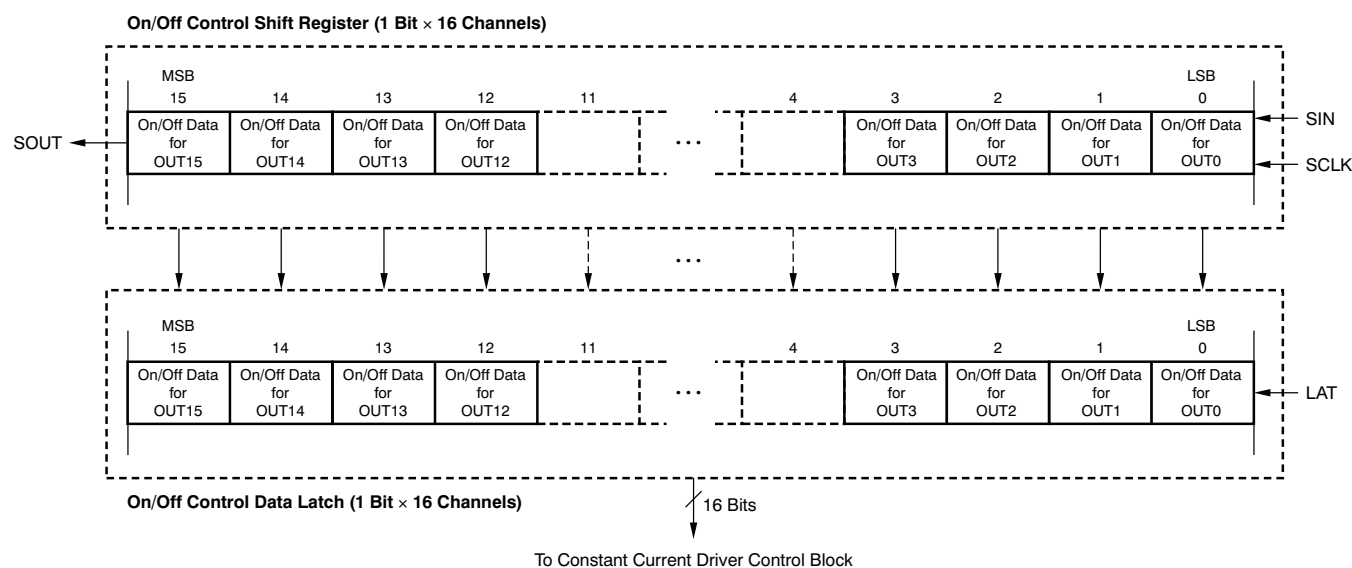 On/Off Control Shift Register (1 Bit × 16 Channels)
MSB LSB
15 14 13 12 11 4 3 2 1 0
On/Off Data for OUT15
On/Off Data for OUT14
On/Off Data for OUT13
On/Off Data for OUT12
...
On/Off Data for OUT3
On/Off Data for OUT2
On/Off Data for OUT1
On/Off Data for OUT0
SOUT
SIN
SCLK
...
MSB LSB
15 14 13 12 11 4 3 2 1 0
On/Off Data for OUT15
On/Off Data for OUT14
On/Off Data for OUT13
On/Off Data for OUT12
...
On/Off Data for OUT3
On/Off Data for OUT2
On/Off Data for OUT1
On/Off Data for OUT0
LAT
On/Off Control Data Latch (1 Bit × 16 Channels)
16 Bits
To Constant Current Driver Control Block